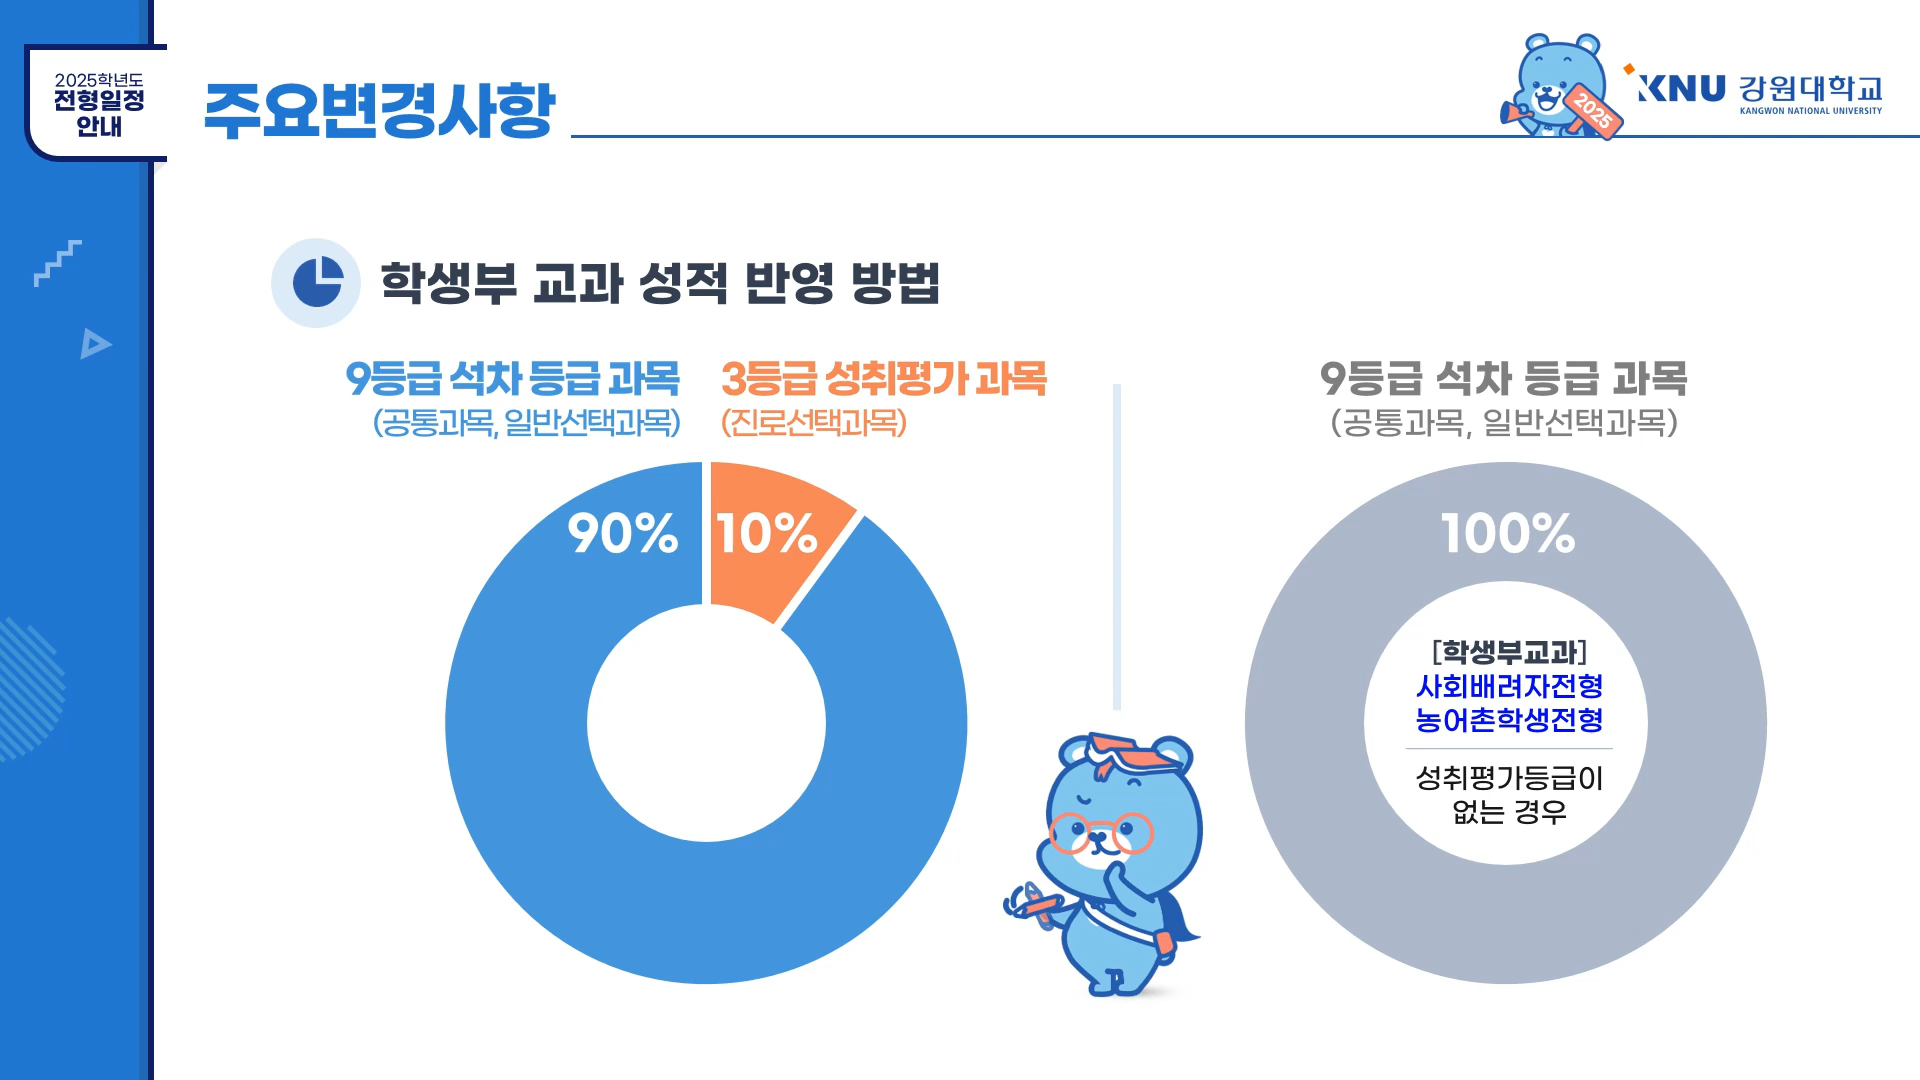 2025학년도
전형일정
안내
주요변경사항
2025
KNU 강원대학교
KANGWON NATIONAL UNIVERSITY
학생부 교과 성적 반영 방법
9등급 석차 등급 과목
(공통과목, 일반선택과목)
3등급 성취평가 과목
(진로선택과목)
90%
10%
9등급 석차 등급 과목
(공통과목, 일반선택과목)
100%
[학생부교과]
사회배려자전형
농어촌학생전형
성취평가등급이
없는 경우